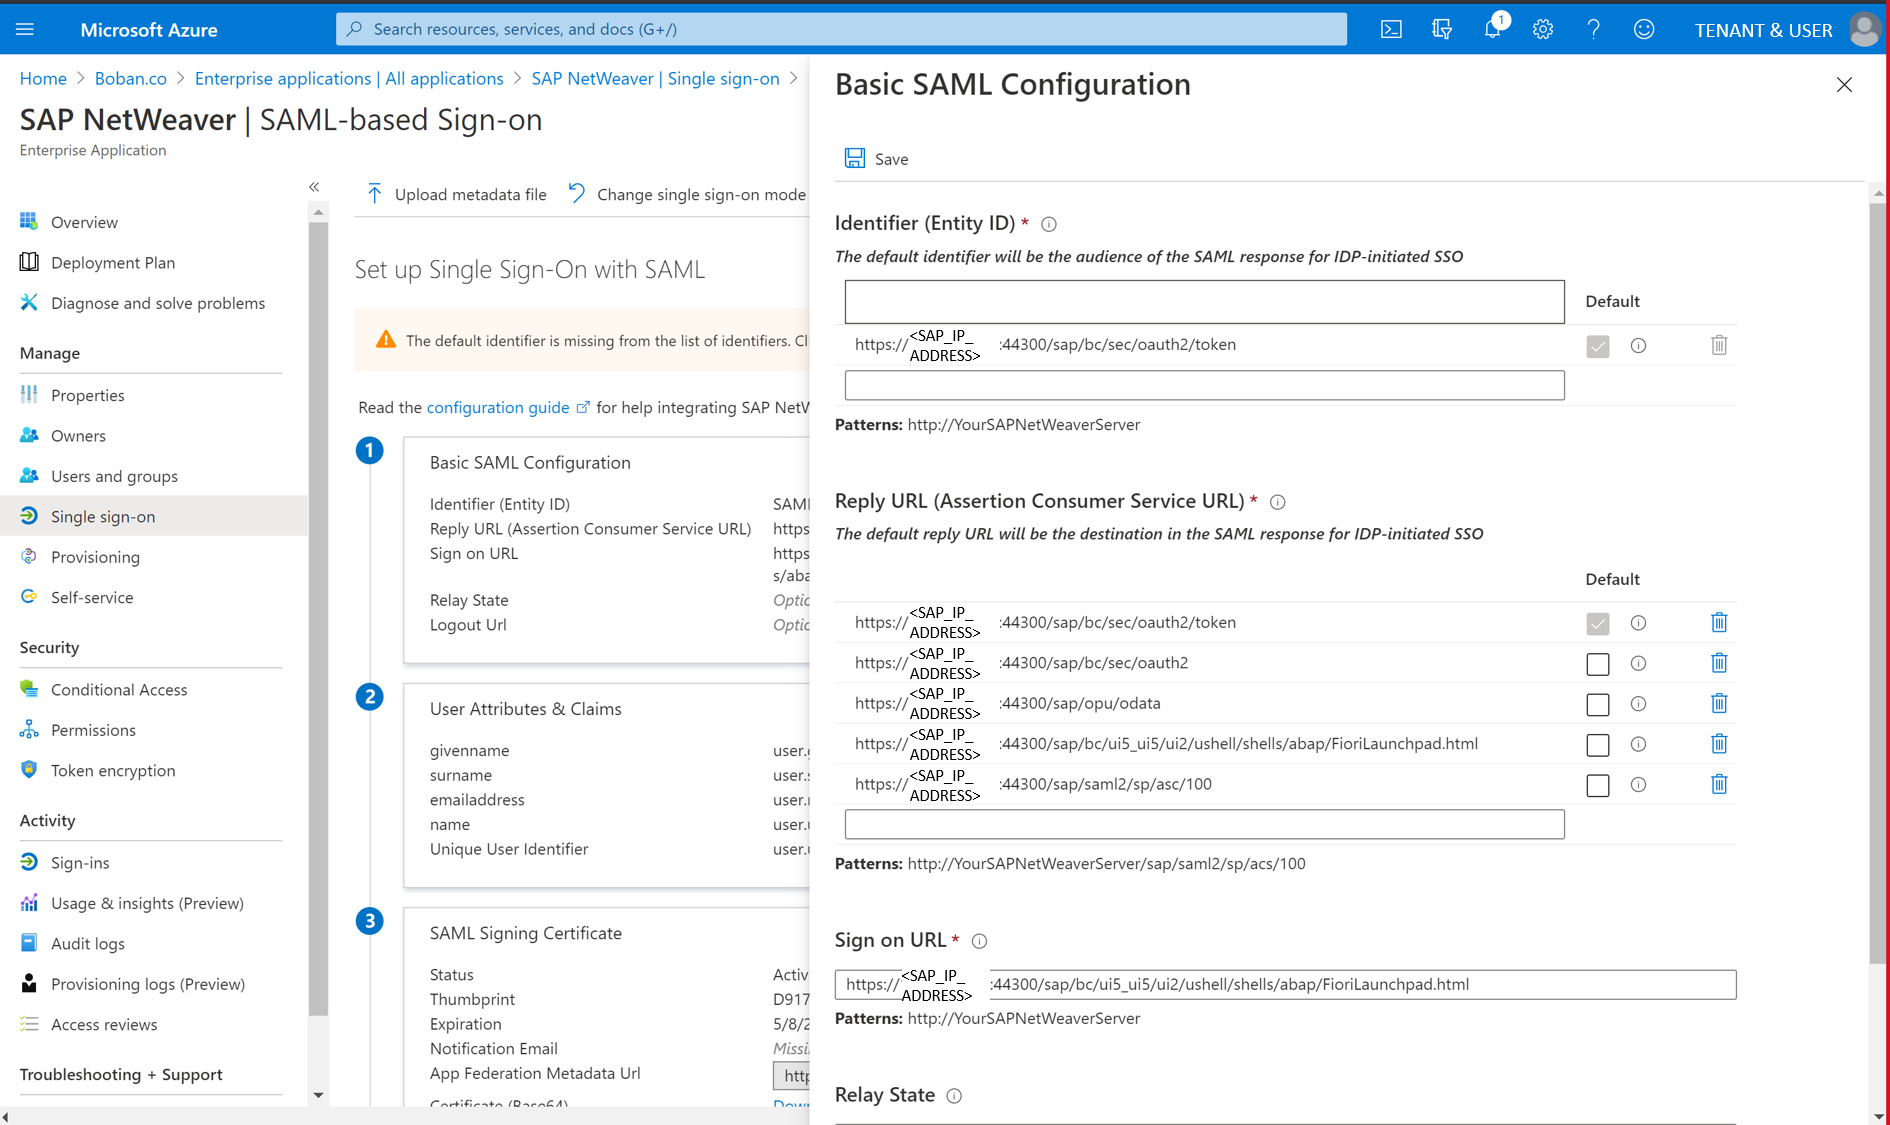 Microsoft Azure
Search resources, services, and docs (G+/)
1
TENANT & USER
Home > Boban.co > Enterprise applications | All applications > SAP NetWeaver | Single sign-on >
SAP NetWeaver | SAML-based Sign-on
Enterprise Application
«
Overview
Deployment Plan
Diagnose and solve problems
Manage
Properties
Owners
Users and groups
Single sign-on
Provisioning
Self-service
Security
Conditional Access
Permissions
Token encryption
Activity
Sign-ins
Usage & insights (Preview)
Audit logs
Provisioning logs (Preview)
Access reviews
Troubleshooting + Support
Upload metadata file
Change single sign-on mode
Set up Single Sign-On with SAML
The default identifier is missing from the list of identifiers. Cl
Read the configuration guide for help integrating SAP NetW
1
Basic SAML Configuration
Identifier (Entity ID) SAMI
Reply URL (Assertion Consumer Service URL) https
Sign on URL https
s/aba
Relay State Optic
Logout Url Optic
2
User Attributes & Claims
givenname user.g
surname user.s
emailaddress user.r
name user.u
Unique User Identifier user.u
3
SAML Signing Certificate
Status Activ
Thumbprint D917
Expiration 5/8/2
Notification Email Missi
App Federation Metadata Url http
Certificate (Base64) Down
Basic SAML Configuration
Save
Identifier (Entity ID) *
The default identifier will be the audience of the SAML response for IDP-initiated SSO
Default
https://<SAP_IP_ADDRESS> :44300/sap/bc/sec/oauth2/token
Patterns: http://YourSAPNetWeaverServer
Reply URL (Assertion Consumer Service URL) *
The default reply URL will be the destination in the SAML response for IDP-initiated SSO
Default
https://<SAP_IP_ADDRESS> :44300/sap/bc/sec/oauth2/token
https://<SAP_IP_ADDRESS> :44300/sap/bc/sec/oauth2
https://<SAP_IP_ADDRESS> :44300/sap/opu/odata
https://<SAP_IP_ADDRESS> :44300/sap/bc/ui5_ui5/ui2/ushell/shells/abap/FioriLaunchpad.html
https://<SAP_IP_ADDRESS> :44300/sap/saml2/sp/asc/100
Patterns: http://YourSAPNetWeaverServer/sap/saml2/sp/acs/100
Sign on URL *
https://<SAP_IP_ADDRESS> :44300/sap/bc/ui5_ui5/ui2/ushell/shells/abap/FioriLaunchpad.html
Patterns: http://YourSAPNetWeaverServer
Relay State